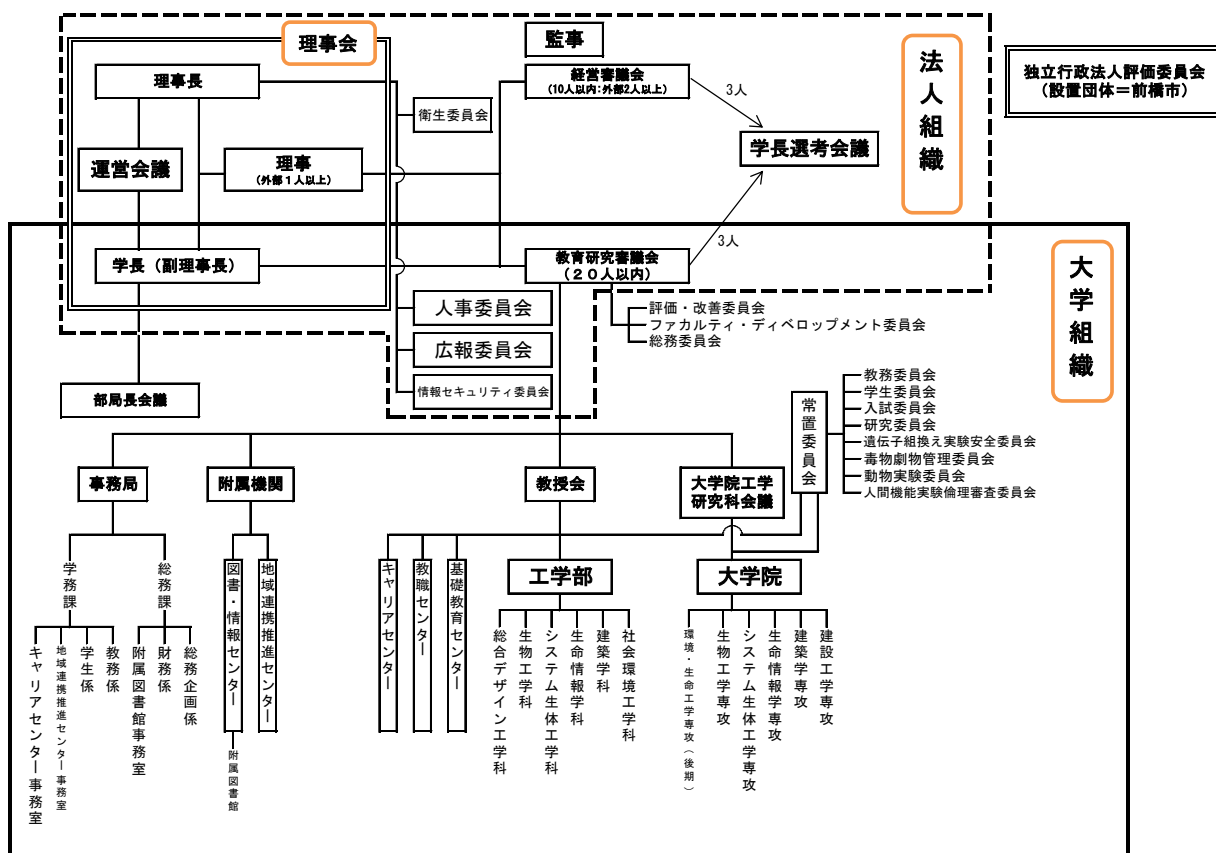 理事会
監事
法人組織
独立行政法人評価委員会
(設置団体＝前橋市)
理事長
経営審議会
(10人以内：外部2人以上)
3人
衛生委員会
学長選考会議
運営会議
理事
(外部１人以上)
大学組織
3人
学長（副理事長）
教育研究審議会
(２０人以内)
人事委員会
評価・改善委員会
ファカルティ・ディベロップメント委員会
総務委員会
広報委員会
情報セキュリティ委員会
部局長会議
常置委員会
教務委員会
学生委員会
入試委員会
研究委員会
遺伝子組換え実験安全委員会
毒物劇物管理委員会
動物実験委員会
人間機能実験倫理審査委員会
事務局
附属機関
教授会
大学院工学
研究科会議
学務課
総務課
図書・情報センター
地域連携推進センター
キャリアセンター
教職センター
基礎教育センター
工学部
大学院
キャリアセンター事務室
地域連携推進センター事務室
学生係
教務係
附属図書館事務室
財務係
総務企画係
附属図書館
総合デザイン工学科
生物工学科
システム生体工学科
生命情報学科
建築学科
社会環境工学科
環境・生命工学専攻（後期）
生物工学専攻
システム生体工学専攻
生命情報学専攻
建築学専攻
建設工学専攻